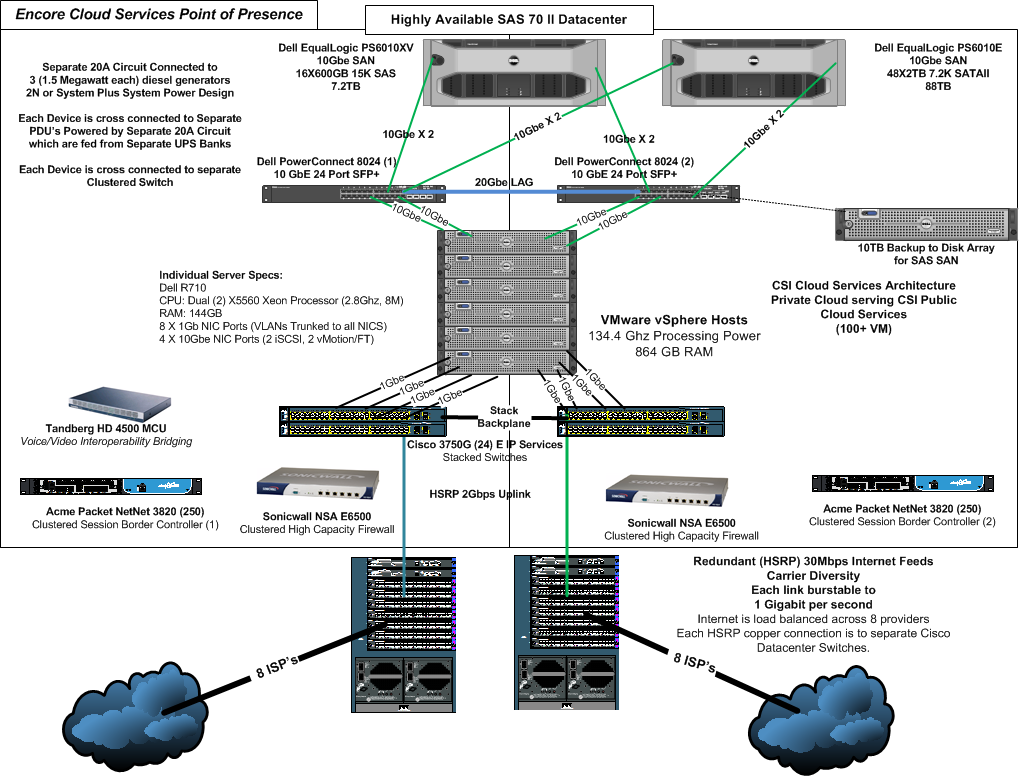 Encore Cloud Services Point of Presence
Highly Available SAS 70 II Datacenter
Separate 20A Circuit Connected to
3 (1.5 Megawatt each) diesel generators
2N or System Plus System Power Design
Each Device is cross connected to Separate
PDU's Powered by Separate 20A Circuit
which are fed from Separate UPS Banks
Each Device is cross connected to separate
Clustered Switch
Dell EqualLogic PS6010XV
10Gbe SAN
16X600GB 15K SAS
7.2TB
Dell EqualLogic PS6010E
10Gbe SAN
48X2TB 7.2K SATAII
88TB
10Gbe X 2
10Gbe X 2
10Gbe X 2
10Gbe X 2
Dell PowerConnect 8024 (1)
10 GbE 24 Port SFP+
Dell PowerConnect 8024 (2)
10 GbE 24 Port SFP+
20Gbe LAG
10Gbe
10Gbe
10Gbe
10Gbe
10TB Backup to Disk Array
for SAS SAN
Individual Server Specs:
Dell R710
CPU: Dual (2) X5560 Xeon Processor (2.8Ghz, 8M)
RAM: 144GB
8 X 1Gb NIC Ports (VLANs Trunked to all NICS)
4 X 10Gbe NIC Ports (2 iSCSI, 2 vMotion/FT)
CSI Cloud Services Architecture
Private Cloud serving CSI Public
Cloud Services
(100+ VM)
VMware vSphere Hosts
134.4 Ghz Processing Power
864 GB RAM
1Gbe
1Gbe
1Gbe
1Gbe
1Gbe
1Gbe
1Gbe
Stack
Backplane
Cisco 3750G (24) E IP Services
Stacked Switches
Tandberg HD 4500 MCU
Voice/Video Interoperability Bridging
HSRP 2Gbps Uplink
Acme Packet NetNet 3820 (250)
Clustered Session Border Controller (1)
Sonicwall NSA E6500
Clustered High Capacity Firewall
Sonicwall NSA E6500
Clustered High Capacity Firewall
Acme Packet NetNet 3820 (250)
Clustered Session Border Controller (2)
Redundant (HSRP) 30Mbps Internet Feeds
Carrier Diversity
Each link burstable to
1 Gigabit per second
Internet is load balanced across 8 providers
Each HSRP copper connection is to separate Cisco
Datacenter Switches.
8 ISP's
8 ISP's